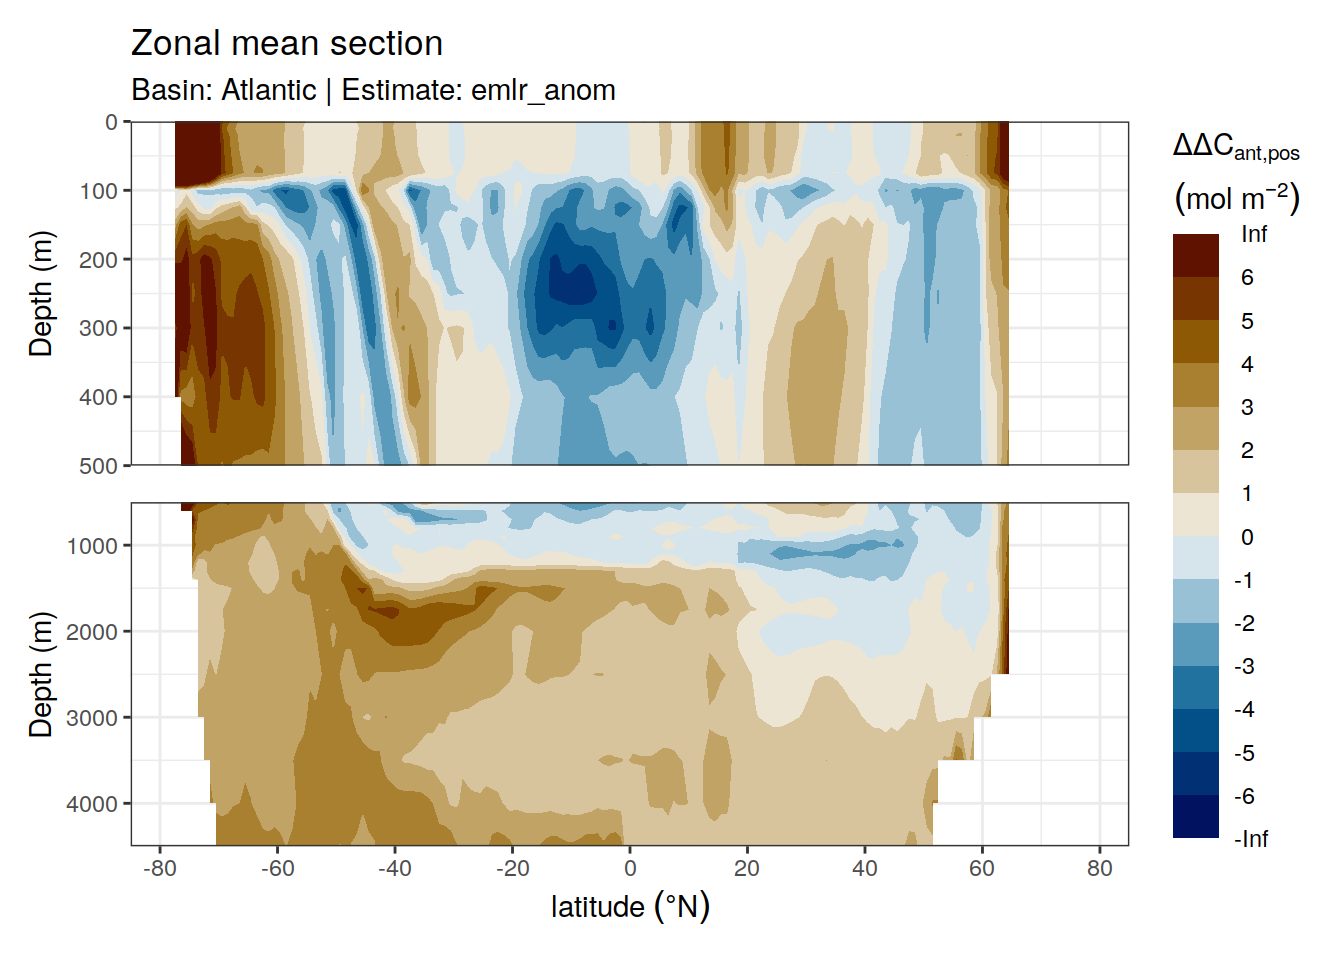 Zonal mean section
Basin: Atlantic | Estimate: emlr_anom
0
100
200
300
400
500
Depth (m)
1000
2000
3000
4000
Depth (m)
-80 -60 -40 -20 0 20 40 60 80
latitude (°N)
ΔΔCant,pos
(mol m−2)
Inf
6
5
4
3
2
1
0
-1
-2
-3
-4
-5
-6
-Inf